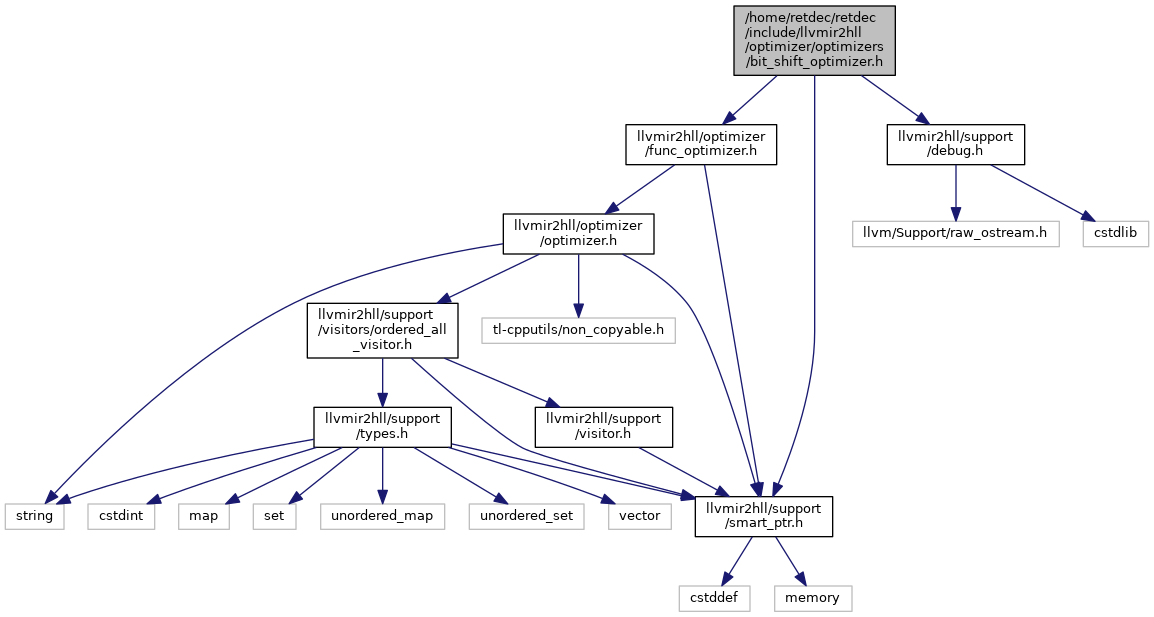 /home/retdec/retdec
/include/llvmir2hll
/optimizer/optimizers
/bit_shift_optimizer.h
llvmir2hll/optimizer
/func_optimizer.h
llvmir2hll/support
/debug.h
llvmir2hll/optimizer
/optimizer.h
llvm/Support/raw_ostream.h
cstdlib
llvmir2hll/support
/visitors/ordered_all
_visitor.h
tl-cpputils/non_copyable.h
llvmir2hll/support
/types.h
llvmir2hll/support
/visitor.h
string
cstdint
map
set
unordered_map
unordered_set
vector
llvmir2hll/support
/smart_ptr.h
cstddef
memory